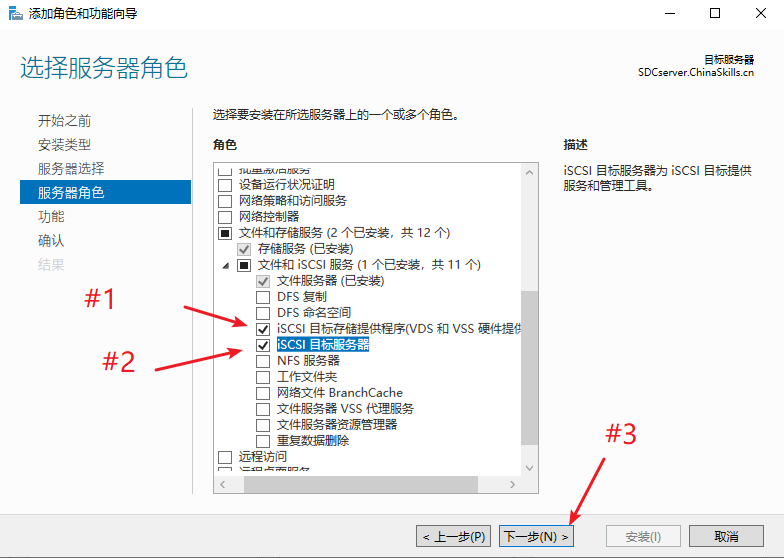 添加角色和功能向导
选择服务器角色
目标服务器
SDCserver.ChinaSkills.cn
开始之前
安装类型
服务器选择
服务器角色
功能
确认
结果
选择要安装在所选服务器上的一个或多个角色。
角色
批量激活服务
设备运行状况证明
网络策略和访问服务
网络控制器
文件和存储服务 (2 个已安装，共 12 个)
存储服务 (已安装)
文件和 iSCSI 服务 (1 个已安装，共 11 个)
文件服务器 (已安装)
DFS 复制
DFS 命名空间
iSCSI 目标存储提供程序(VDS 和 VSS 硬件提供
iSCSI 目标服务器
NFS 服务器
工作文件夹
网络文件 BranchCache
文件服务器 VSS 代理服务
文件服务器资源管理器
重复数据删除
远程访问
远程桌面服务
描述
iSCSI 目标服务器为 iSCSI 目标提供
服务和管理工具。
#1
#2
#3
< 上一步(P)
下一步(N) >
安装(I)
取消